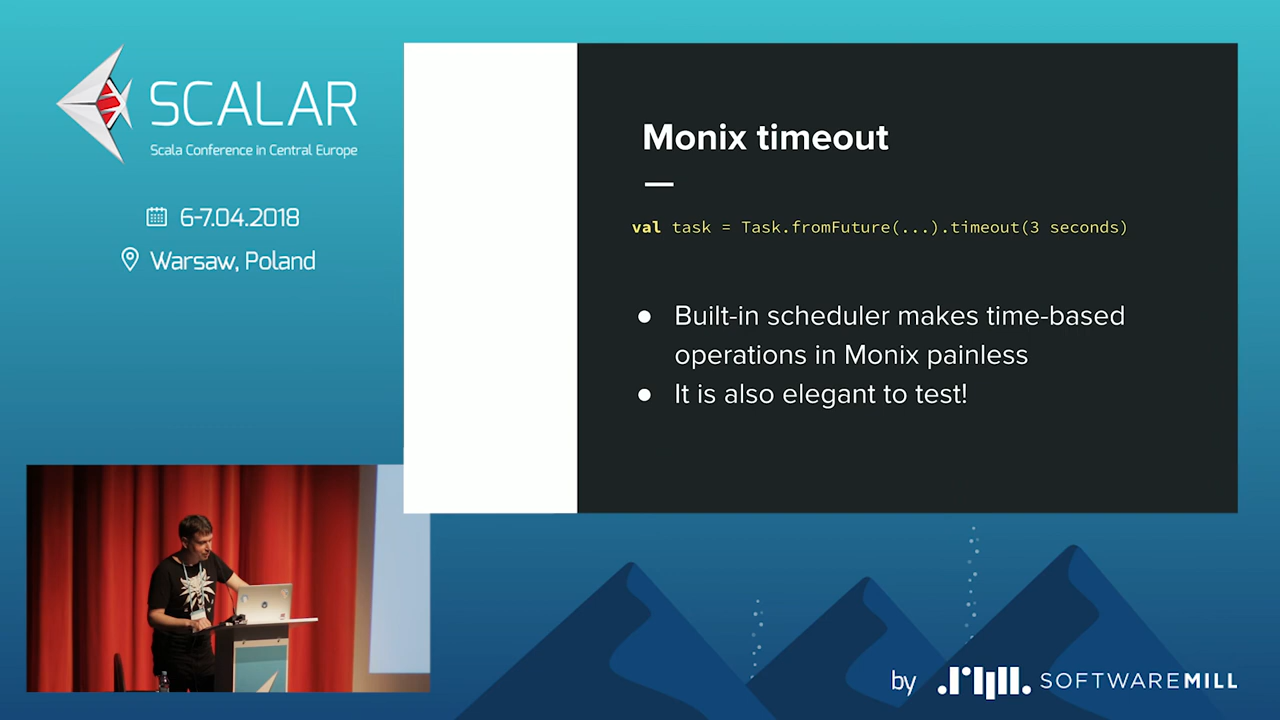 SCALAR
Scala Conference in Central Europe
6-7.04.2018
Warsaw, Poland
Monix timeout
val task = Task.fromFuture(...).timeout(3 seconds)
● Built-in scheduler makes time-based
operations in Monix painless
● It is also elegant to test!
by SOFTWAREMILL